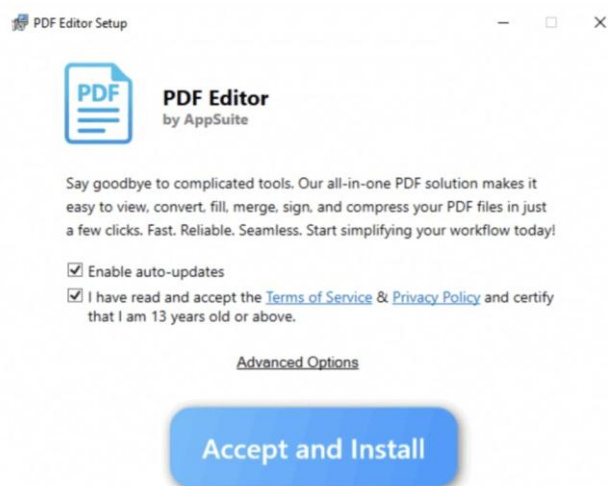 PDF Editor Setup
PDF
PDF Editor
by AppSuite
Say goodbye to complicated tools. Our all-in-one PDF solution makes it
easy to view, convert, fill, merge, sign, and compress your PDF files in just
a few clicks. Fast. Reliable. Seamless. Start simplifying your workflow today!
Enable auto-updates
I have read and accept the Terms of Service & Privacy Policy and certify
that I am 13 years old or above.
Advanced Options
Accept and Install